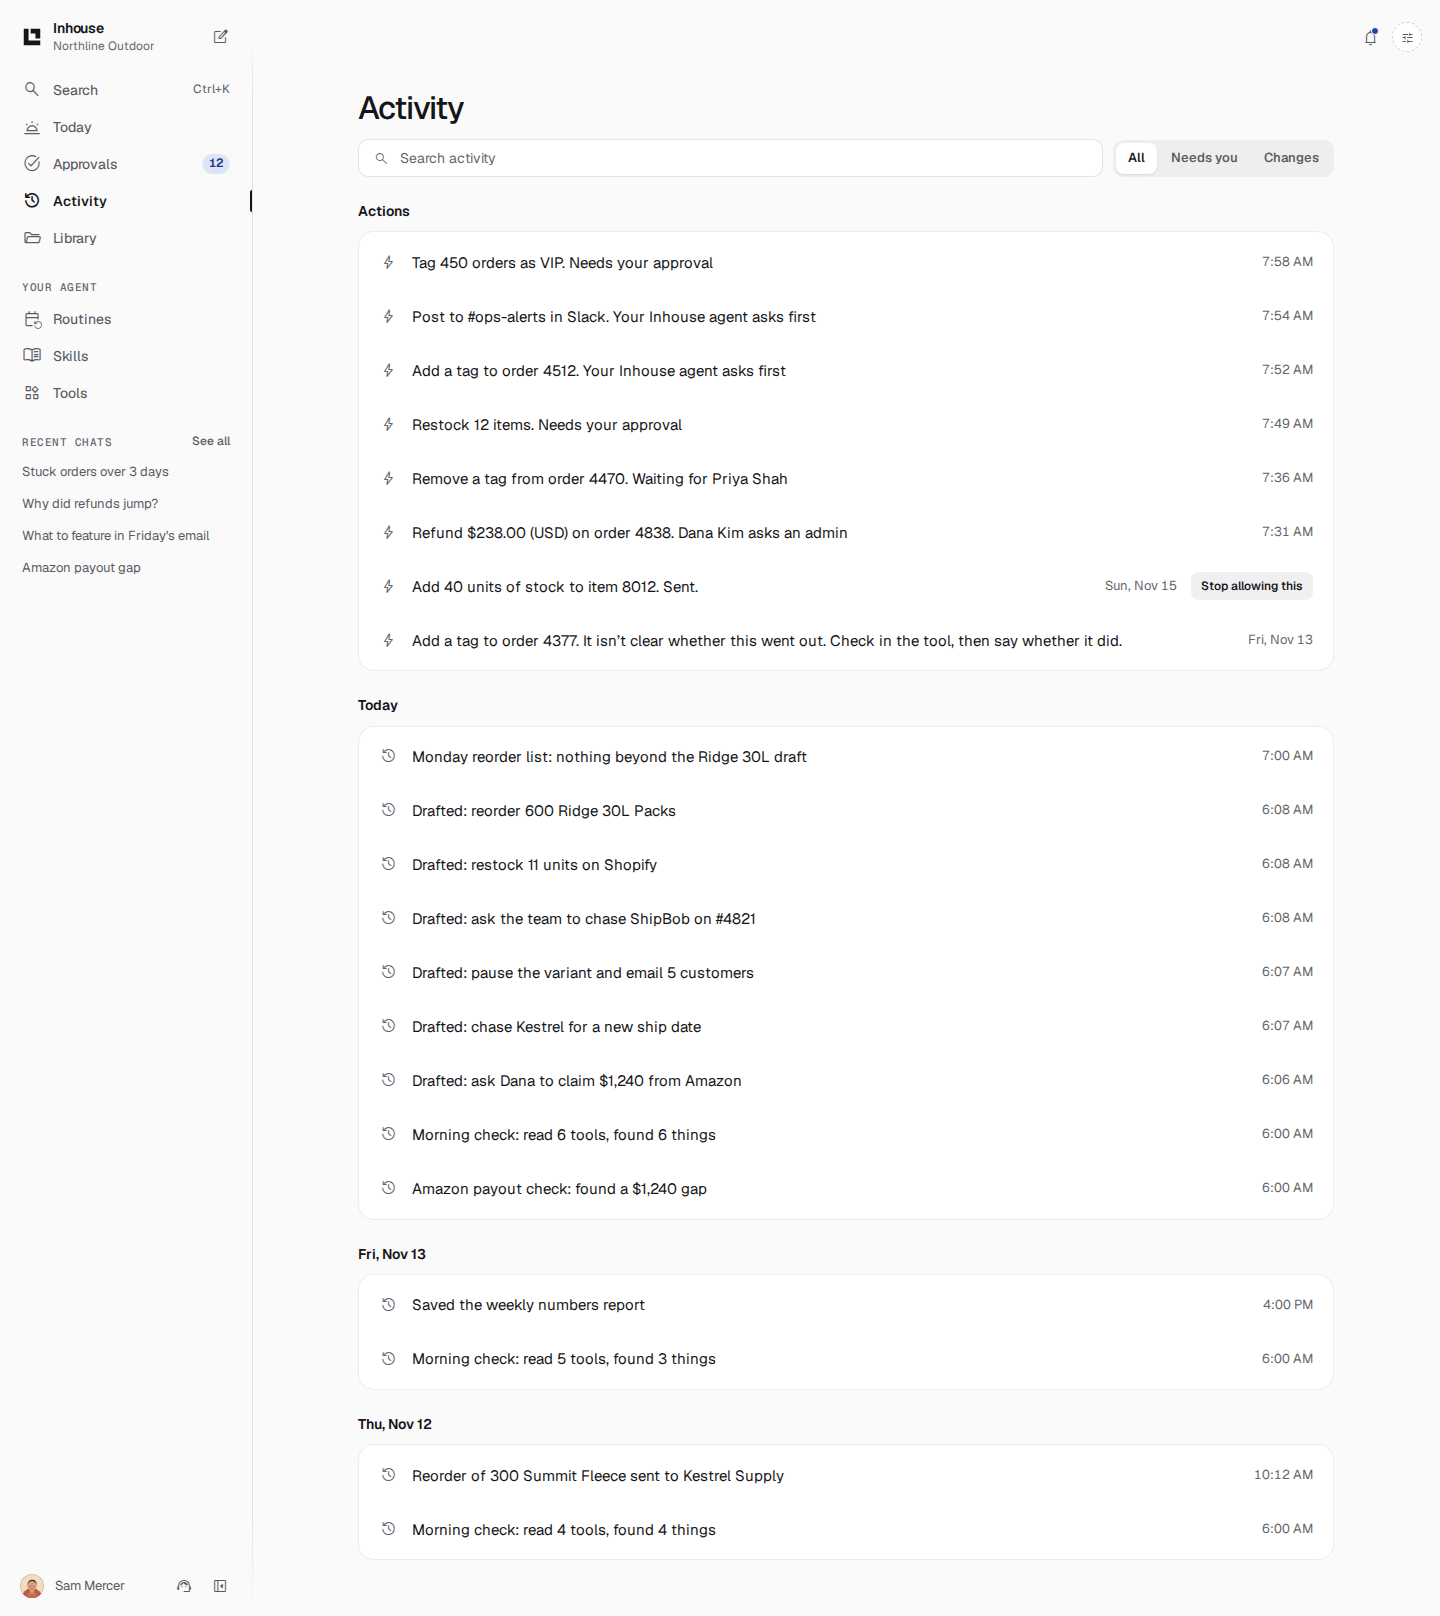 Inhouse
Northline Outdoor
Search Ctrl+K
Today
Approvals 12
Activity
Library
YOUR AGENT
Routines
Skills
Tools
RECENT CHATS See all
Stuck orders over 3 days
Why did refunds jump?
What to feature in Friday's email
Amazon payout gap
Sam Mercer
Activity
Search activity
All Needs you Changes
Actions
Tag 450 orders as VIP. Needs your approval 7:58 AM
Post to #ops-alerts in Slack. Your Inhouse agent asks first 7:54 AM
Add a tag to order 4512. Your Inhouse agent asks first 7:52 AM
Restock 12 items. Needs your approval 7:49 AM
Remove a tag from order 4470. Waiting for Priya Shah 7:36 AM
Refund $238.00 (USD) on order 4838. Dana Kim asks an admin 7:31 AM
Add 40 units of stock to item 8012. Sent. Sun, Nov 15 Stop allowing this
Add a tag to order 4377. It isn’t clear whether this went out. Check in the tool, then say whether it did. Fri, Nov 13
Today
Monday reorder list: nothing beyond the Ridge 30L draft 7:00 AM
Drafted: reorder 600 Ridge 30L Packs 6:08 AM
Drafted: restock 11 units on Shopify 6:08 AM
Drafted: ask the team to chase ShipBob on #4821 6:08 AM
Drafted: pause the variant and email 5 customers 6:07 AM
Drafted: chase Kestrel for a new ship date 6:07 AM
Drafted: ask Dana to claim $1,240 from Amazon 6:06 AM
Morning check: read 6 tools, found 6 things 6:00 AM
Amazon payout check: found a $1,240 gap 6:00 AM
Fri, Nov 13
Saved the weekly numbers report 4:00 PM
Morning check: read 5 tools, found 3 things 6:00 AM
Thu, Nov 12
Reorder of 300 Summit Fleece sent to Kestrel Supply 10:12 AM
Morning check: read 4 tools, found 4 things 6:00 AM